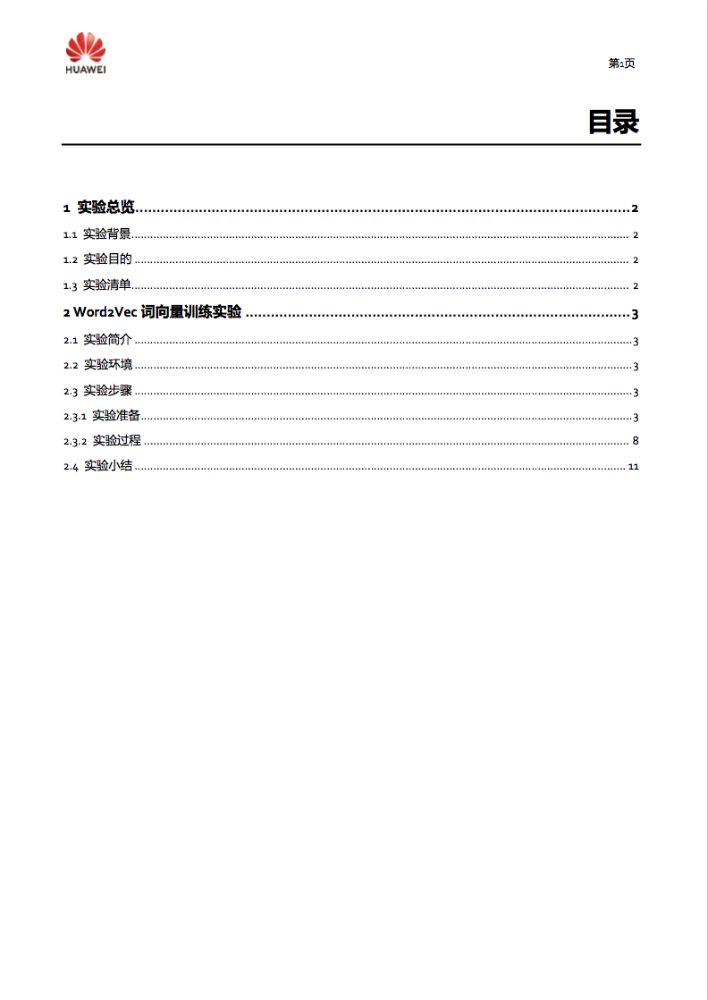 HUAWEI
第1页
目录
1 实验总览........................................................................................................................2
1.1 实验背景........................................................................................................................ 2
1.2 实验目的........................................................................................................................ 2
1.3 实验清单........................................................................................................................ 2
2 Word2Vec 词向量训练实验 ............................................................................................3
2.1 实验简介 ........................................................................................................................3
2.2 实验环境 ........................................................................................................................3
2.3 实验步骤 ........................................................................................................................3
2.3.1 实验准备........................................................................................................................3
2.3.2 实验过程 ........................................................................................................................ 8
2.4 实验小结 ........................................................................................................................ 11